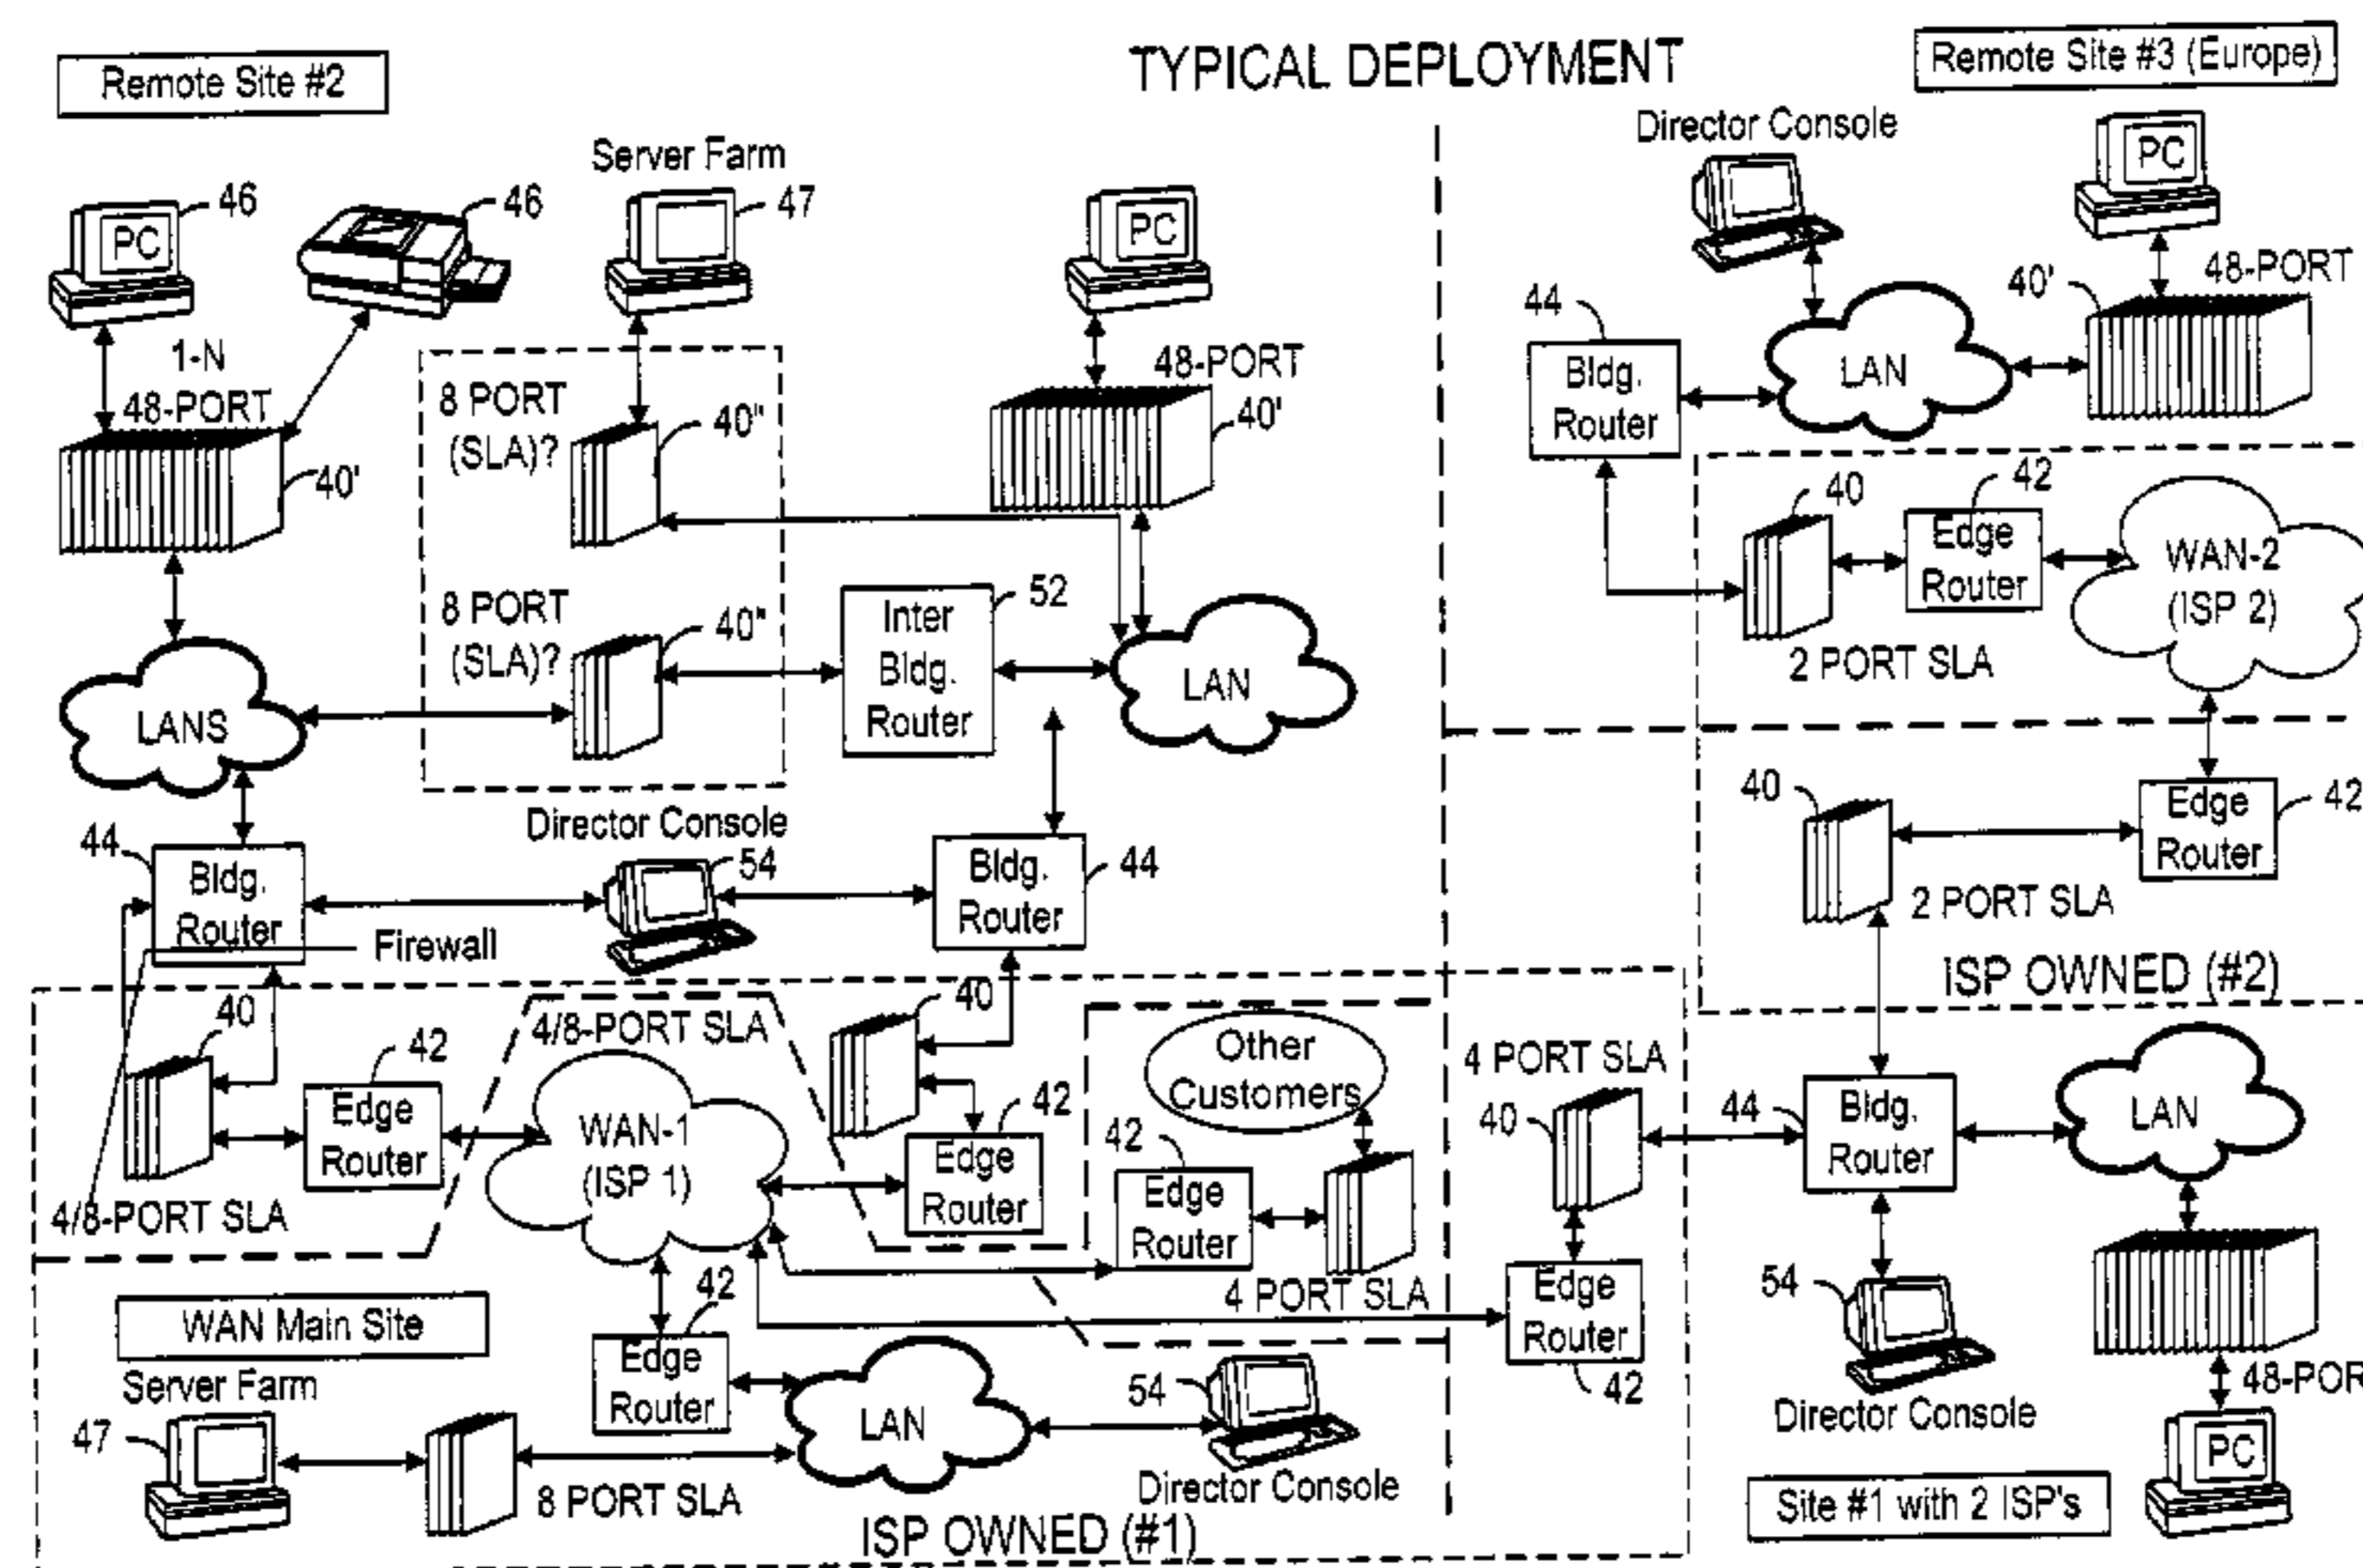 TYPICAL DEPLOYMENT
Remote Site #2
Remote Site #3 (Europe)
Server Farm
47
PC
46
46
1-N
48-PORT
40'
8 PORT
(SLA)?
40"
8 PORT
(SLA)?
40"
PC
48-PORT
40'
Inter
Bldg.
Router
52
LAN
LANS
Director Console
54
44
Bldg.
Router
Firewall
Bldg.
Router
44
Director Console
PC
48-PORT
40'
LAN
44
Bldg.
Router
40
42
Edge
Router
2 PORT SLA
WAN-2
(ISP 2)
40
Edge
Router
42
2 PORT SLA
ISP OWNED (#2)
40
42
Edge
Router
4/8-PORT SLA
4/8-PORT SLA
WAN-1
(ISP 1)
40
42
Edge
Router
Other
Customers
42
Edge
Router
4 PORT SLA
4 PORT SLA
40
Edge
Router
42
44
Bldg.
Router
LAN
54
Director Console
48-POR
PC
Site #1 with 2 ISP's
WAN Main Site
Server Farm
47
8 PORT SLA
42
Edge
Router
LAN
54
Director Console
ISP OWNED (#1)